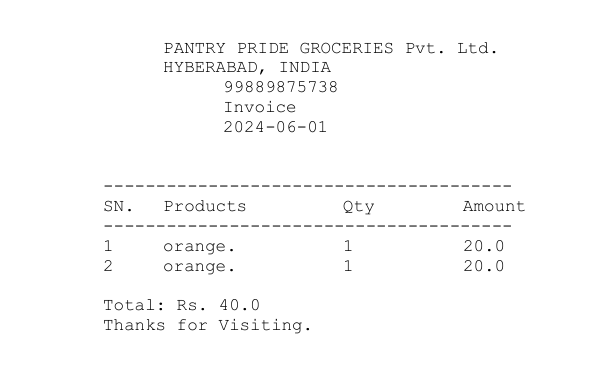 PANTRY PRIDE GROCERIES Pvt. Ltd.
HYBERABAD, INDIA
99889875738
Invoice
2024-06-01
---------------------------------------
SN. Products Qty Amount
---------------------------------------
1 orange. 1 20.0
2 orange. 1 20.0
Total: Rs. 40.0
Thanks for Visiting.